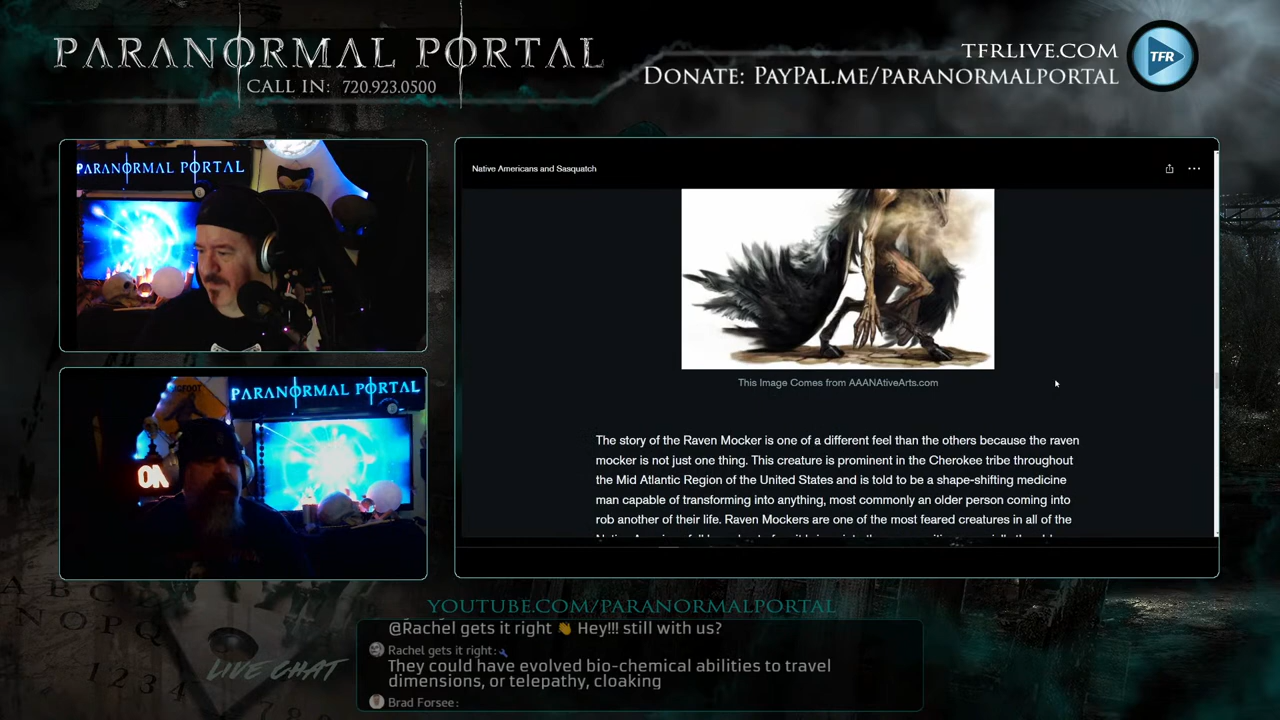 PARANORMAL PORTAL
CALL IN: 720.923.0500
TFRLIVE.COM
DONATE: PAYPAL.ME/PARANORMALPORTAL
TFR
PARANORMAL PORTAL
PARANORMAL PORTAL
ON
Native Americans and Sasquatch
This Image Comes from AAANAtiveArts.com
The story of the Raven Mocker is one of a different feel than the others because the raven
mocker is not just one thing. This creature is prominent in the Cherokee tribe throughout
the Mid Atlantic Region of the United States and is told to be a shape-shifting medicine
man capable of transforming into anything, most commonly an older person coming into
rob another of their life. Raven Mockers are one of the most feared creatures in all of the
YOUTUBE.COM/PARANORMALPORTAL
@Rachel gets it right 👋 Hey!!! still with us?
Rachel gets it right:
They could have evolved bio-chemical abilities to travel
dimensions, or telepathy, cloaking
Brad Forsee:
LIVE CHAT
A B C D
N O P Q
1 2 3 4